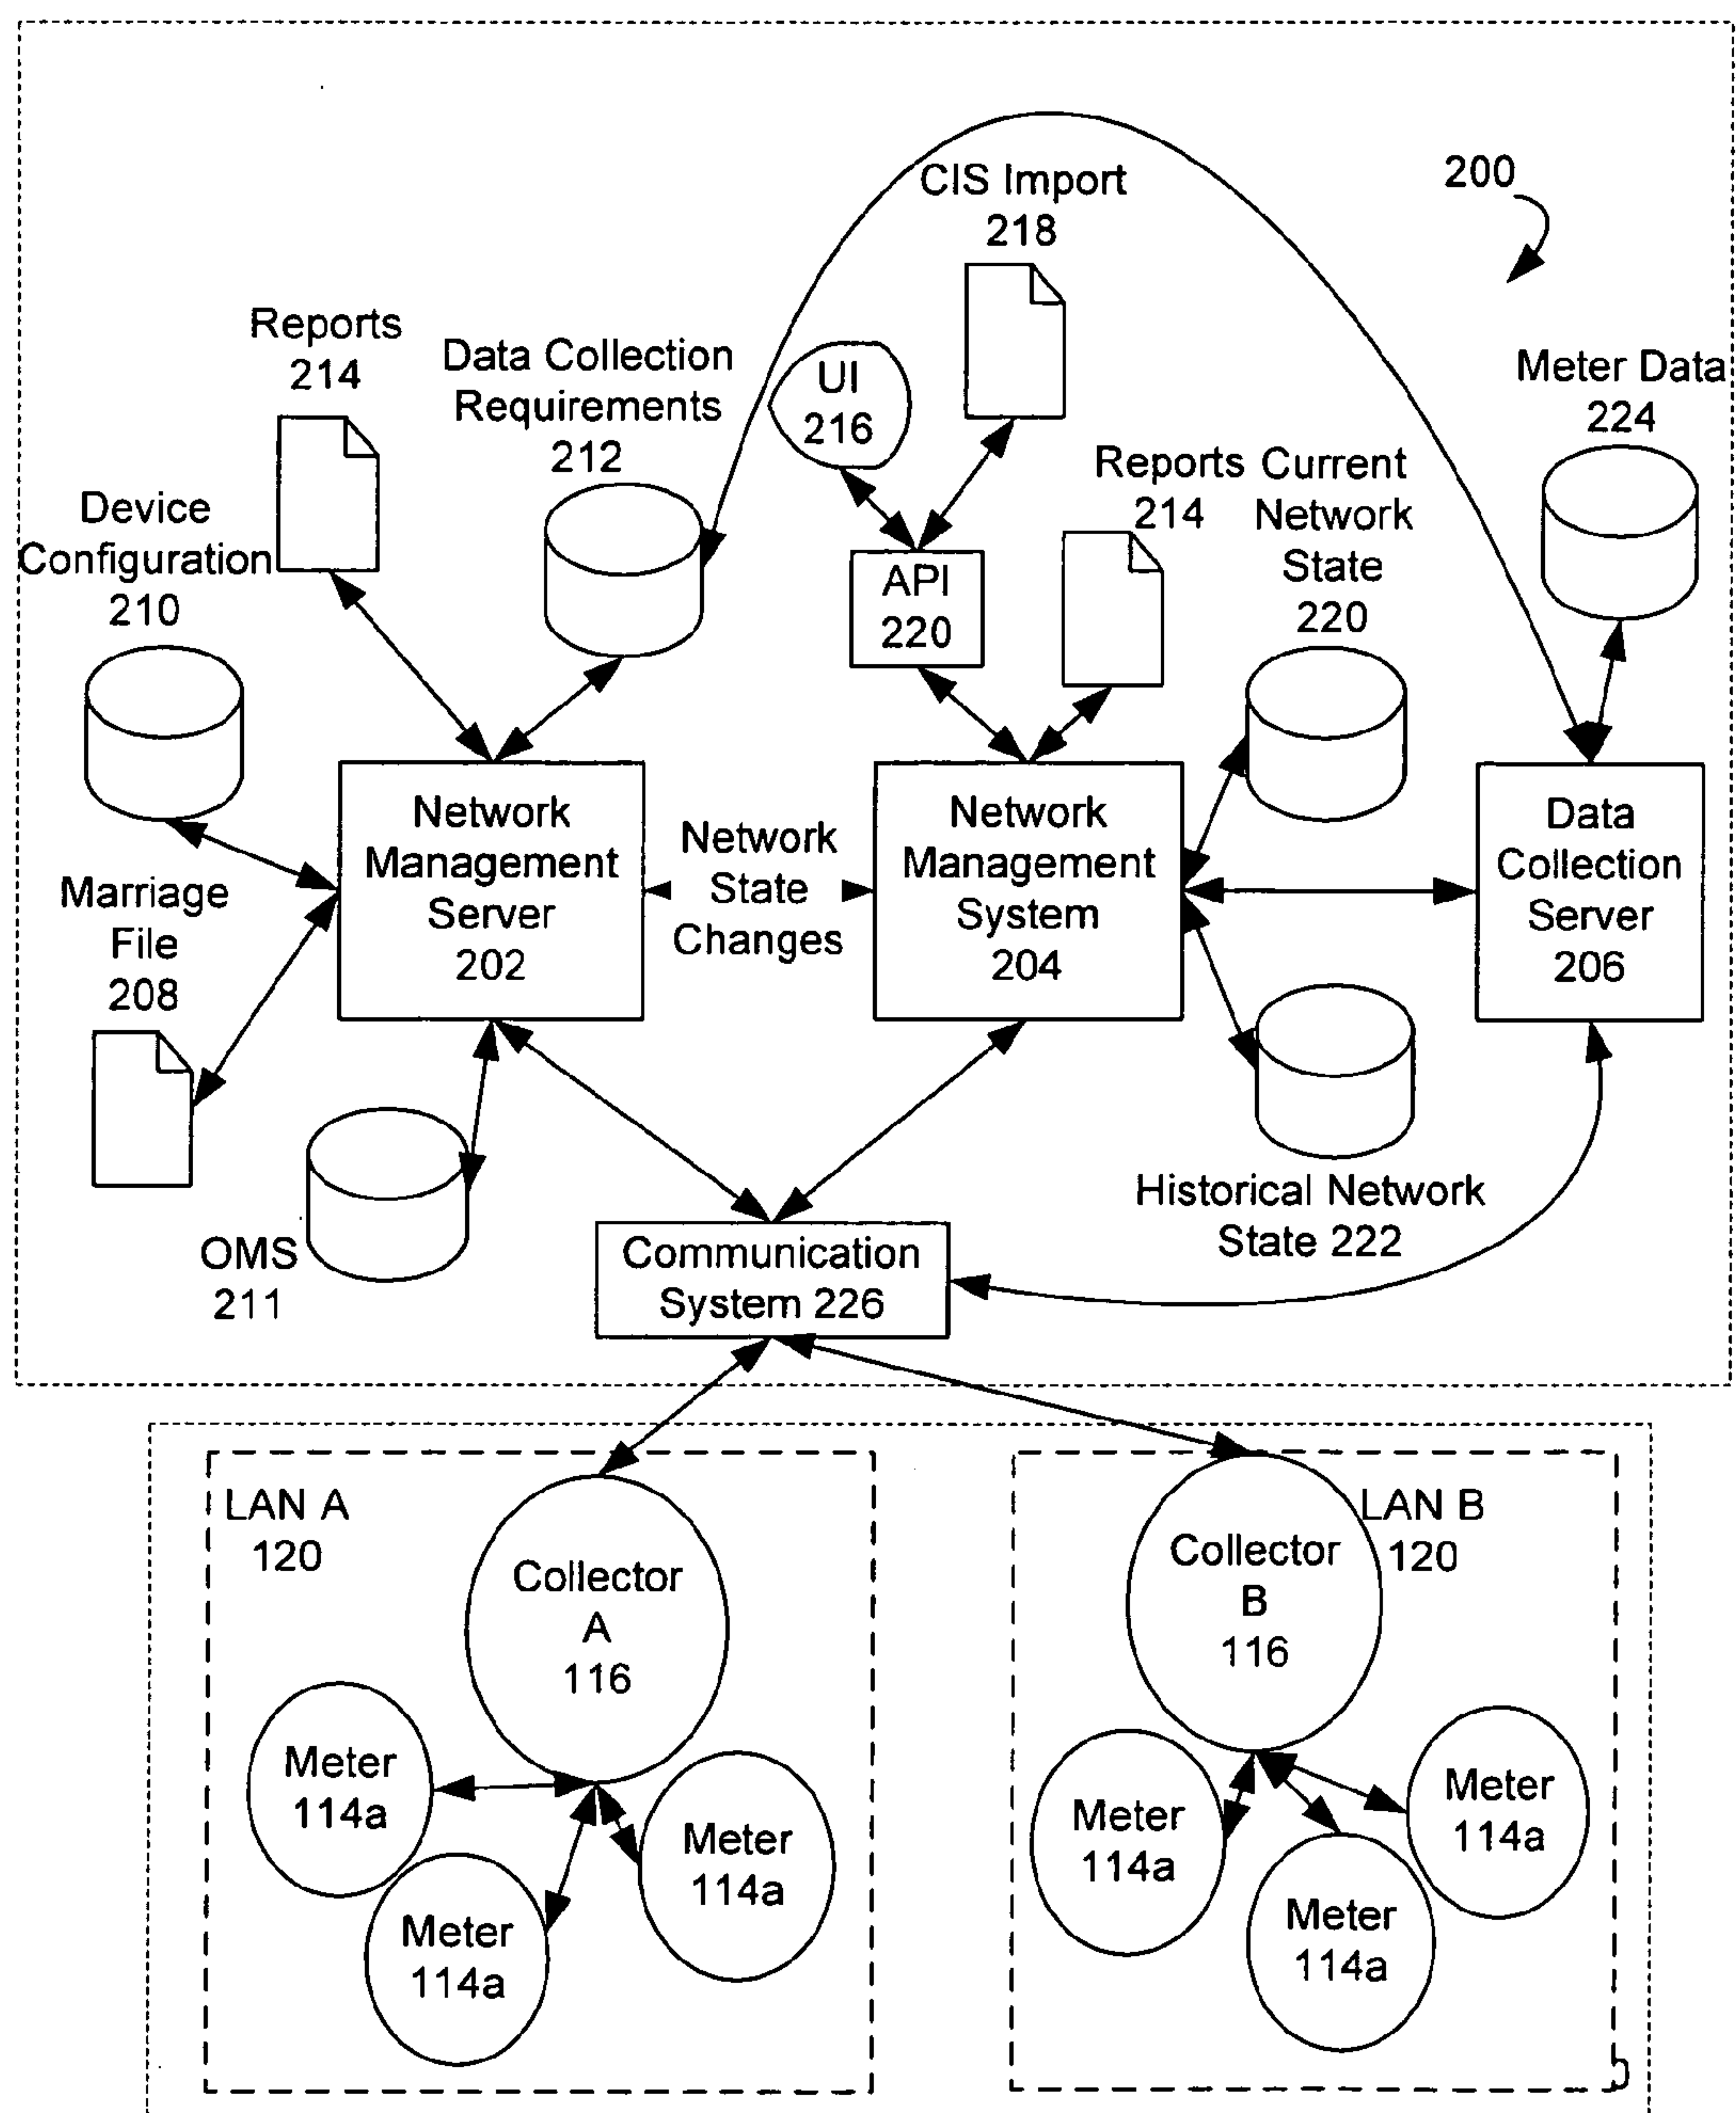 200
CIS Import
218
Reports
214
Data Collection
Requirements
212
UI
216
Meter Data
224
Device
Configuration
210
Reports
214
Current
Network
State
220
API
220
Network
Management
Server
202
Network
State
Changes
Network
Management
System
204
Data
Collection
Server
206
Marriage
File
208
OMS
211
Historical Network
State 222
Communication
System 226
LAN A
120
Collector
A
116
Meter
114a
Meter
114a
Meter
114a
LAN B
120
Collector
B
116
Meter
114a
Meter
114a
Meter
114a